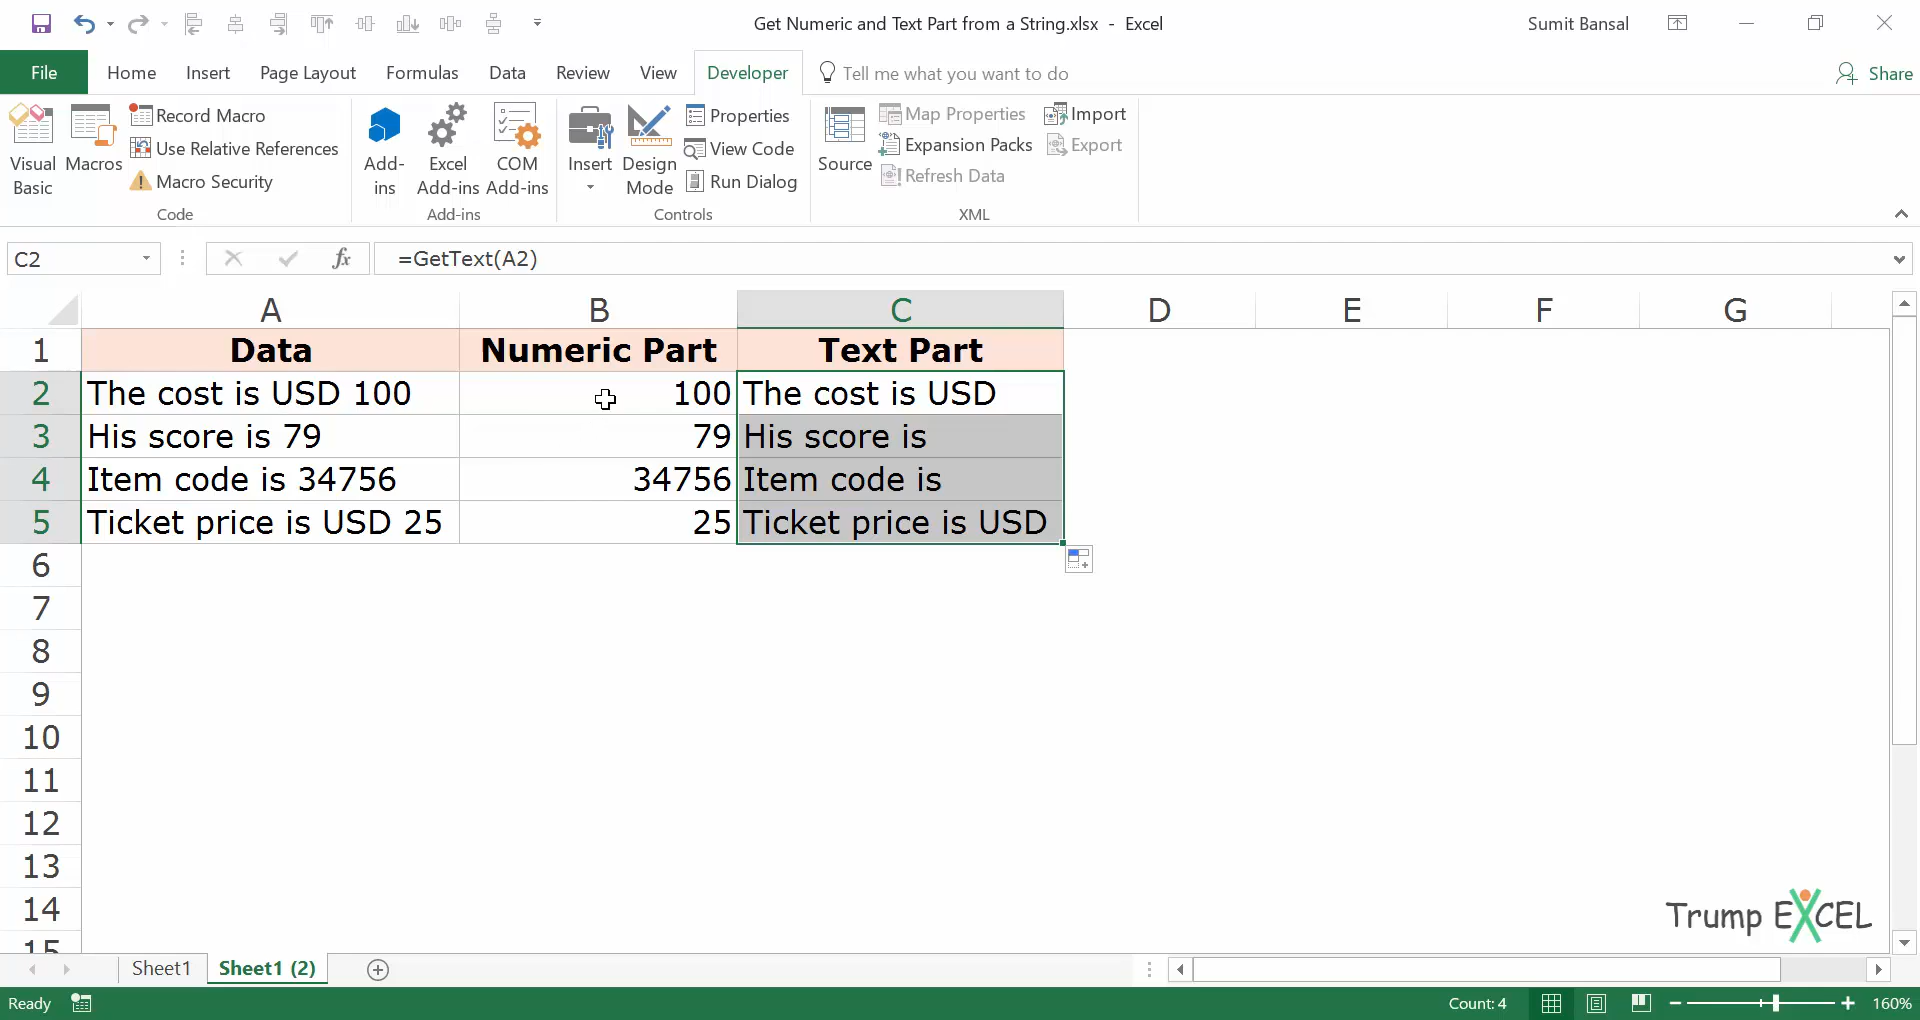 Get Numeric and Text Part from a String.xlsx - Excel
Sumit Bansal
File Home Insert Page Layout Formulas Data Review View Developer Tell me what you want to do Share
Visual Basic
Macros
Record Macro
Use Relative References
Macro Security
Code
Add-ins
Excel Add-ins
COM Add-ins
Add-ins
Insert
Design Mode
Properties
View Code
Run Dialog
Controls
Source
Map Properties
Expansion Packs
Refresh Data
Import
Export
XML
C2 fx =GetText(A2)
A B C D E F G
1 Data Numeric Part Text Part
2 The cost is USD 100 100 The cost is USD
3 His score is 79 79 His score is
4 Item code is 34756 34756 Item code is
5 Ticket price is USD 25 25 Ticket price is USD
6
7
8
9
10
11
12
13
14
15
Trump EXCEL
Sheet1 Sheet1 (2)
Ready Count: 4 160%